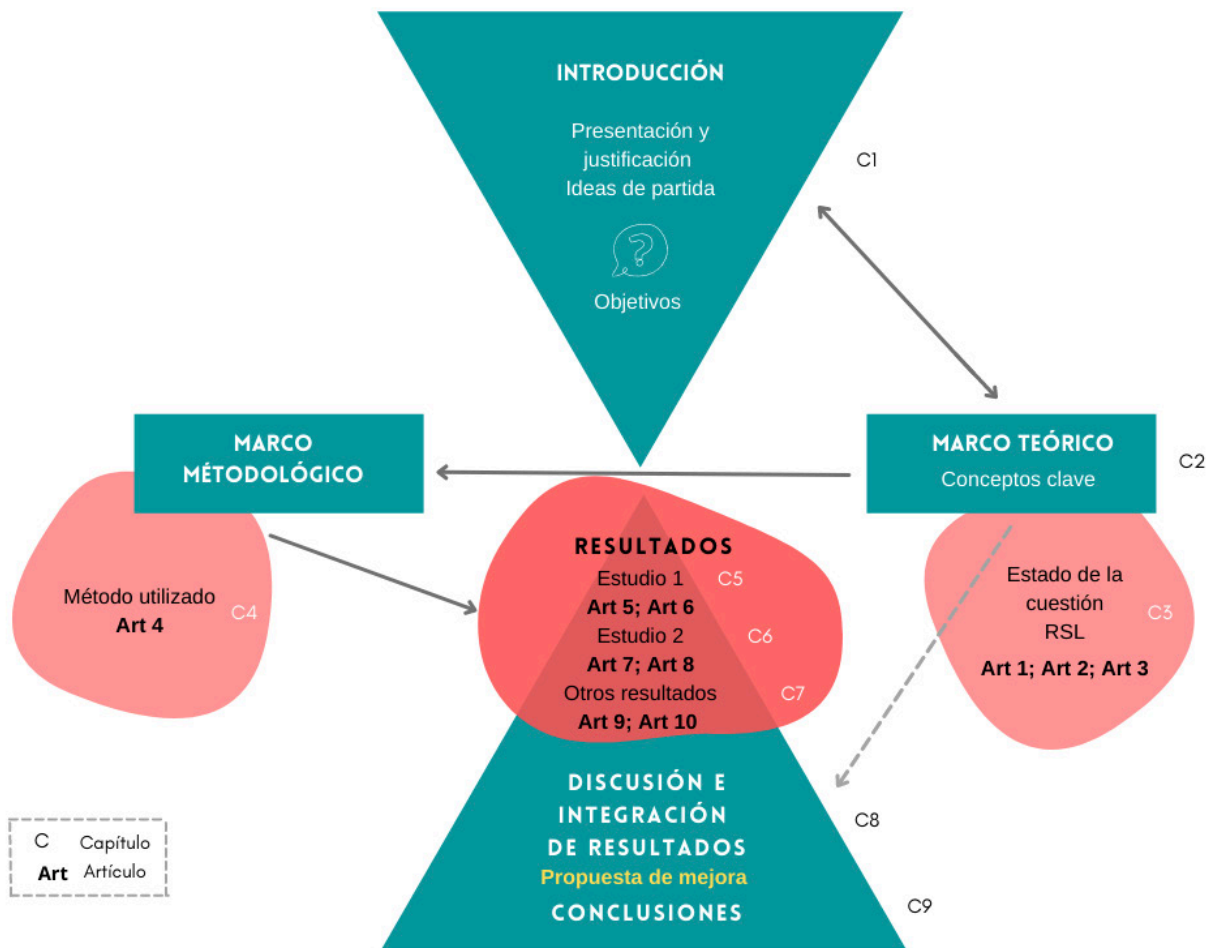 INTRODUCCIÓN
Presentación y
justificación
Ideas de partida
?
Objetivos
C1
MARCO
MÉTODOLÓGICO
MARCO TEÓRICO
Conceptos clave
C2
Método utilizado
Art 4
C4
RESULTADOS
Estudio 1
C5
Art 5; Art 6
Estudio 2
C6
Art 7; Art 8
Otros resultados
C7
Art 9; Art 10
Estado de la
cuestión
RSL
C3
Art 1; Art 2; Art 3
DISCUSIÓN E
INTEGRACIÓN
DE RESULTADOS
C8
Propuesta de mejora
CONCLUSIONES
C9
C Capítulo
Art Artículo